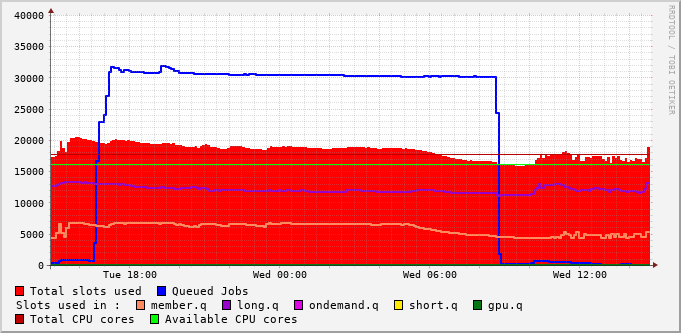 40000
35000
30000
25000
20000
15000
10000
5000
0
Tue 18:00 Wed 00:00 Wed 06:00 Wed 12:00
RRDTOOL / TOBI OETIKER
Total slots used Queued Jobs
Slots used in : member.q long.q ondemand.q short.q gpu.q
Total CPU cores Available CPU cores